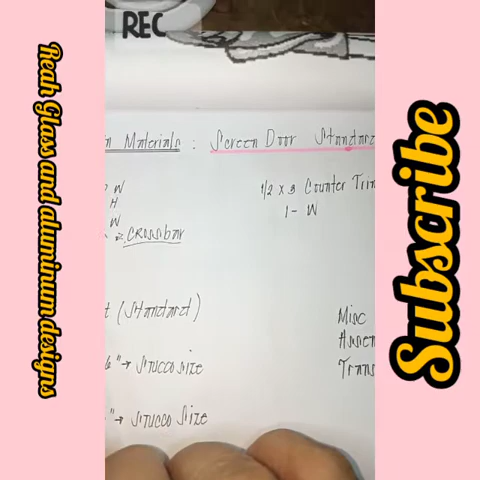 REC
Reah Glass and aluminum designs
Subscribe
Materials : Screen Door Standard
W
H
W
2 Crossbar
1/2 x 3 Counter
1 - W
(Standard)
" → Stucco size
" → Stucco Size
Misc